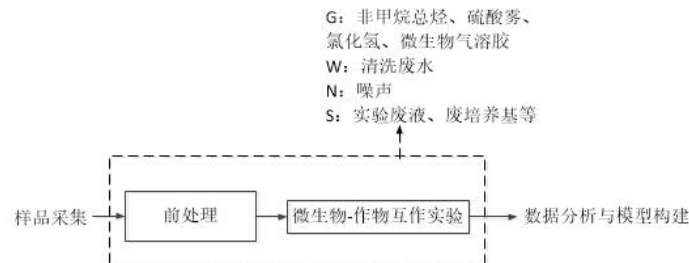 G：非甲烷总烃、硫酸雾、
氯化氢、微生物气溶胶
W：清洗废水
N：噪声
S：实验废液、废培养基等
样品采集
前处理
微生物-作物互作实验
数据分析与模型构建